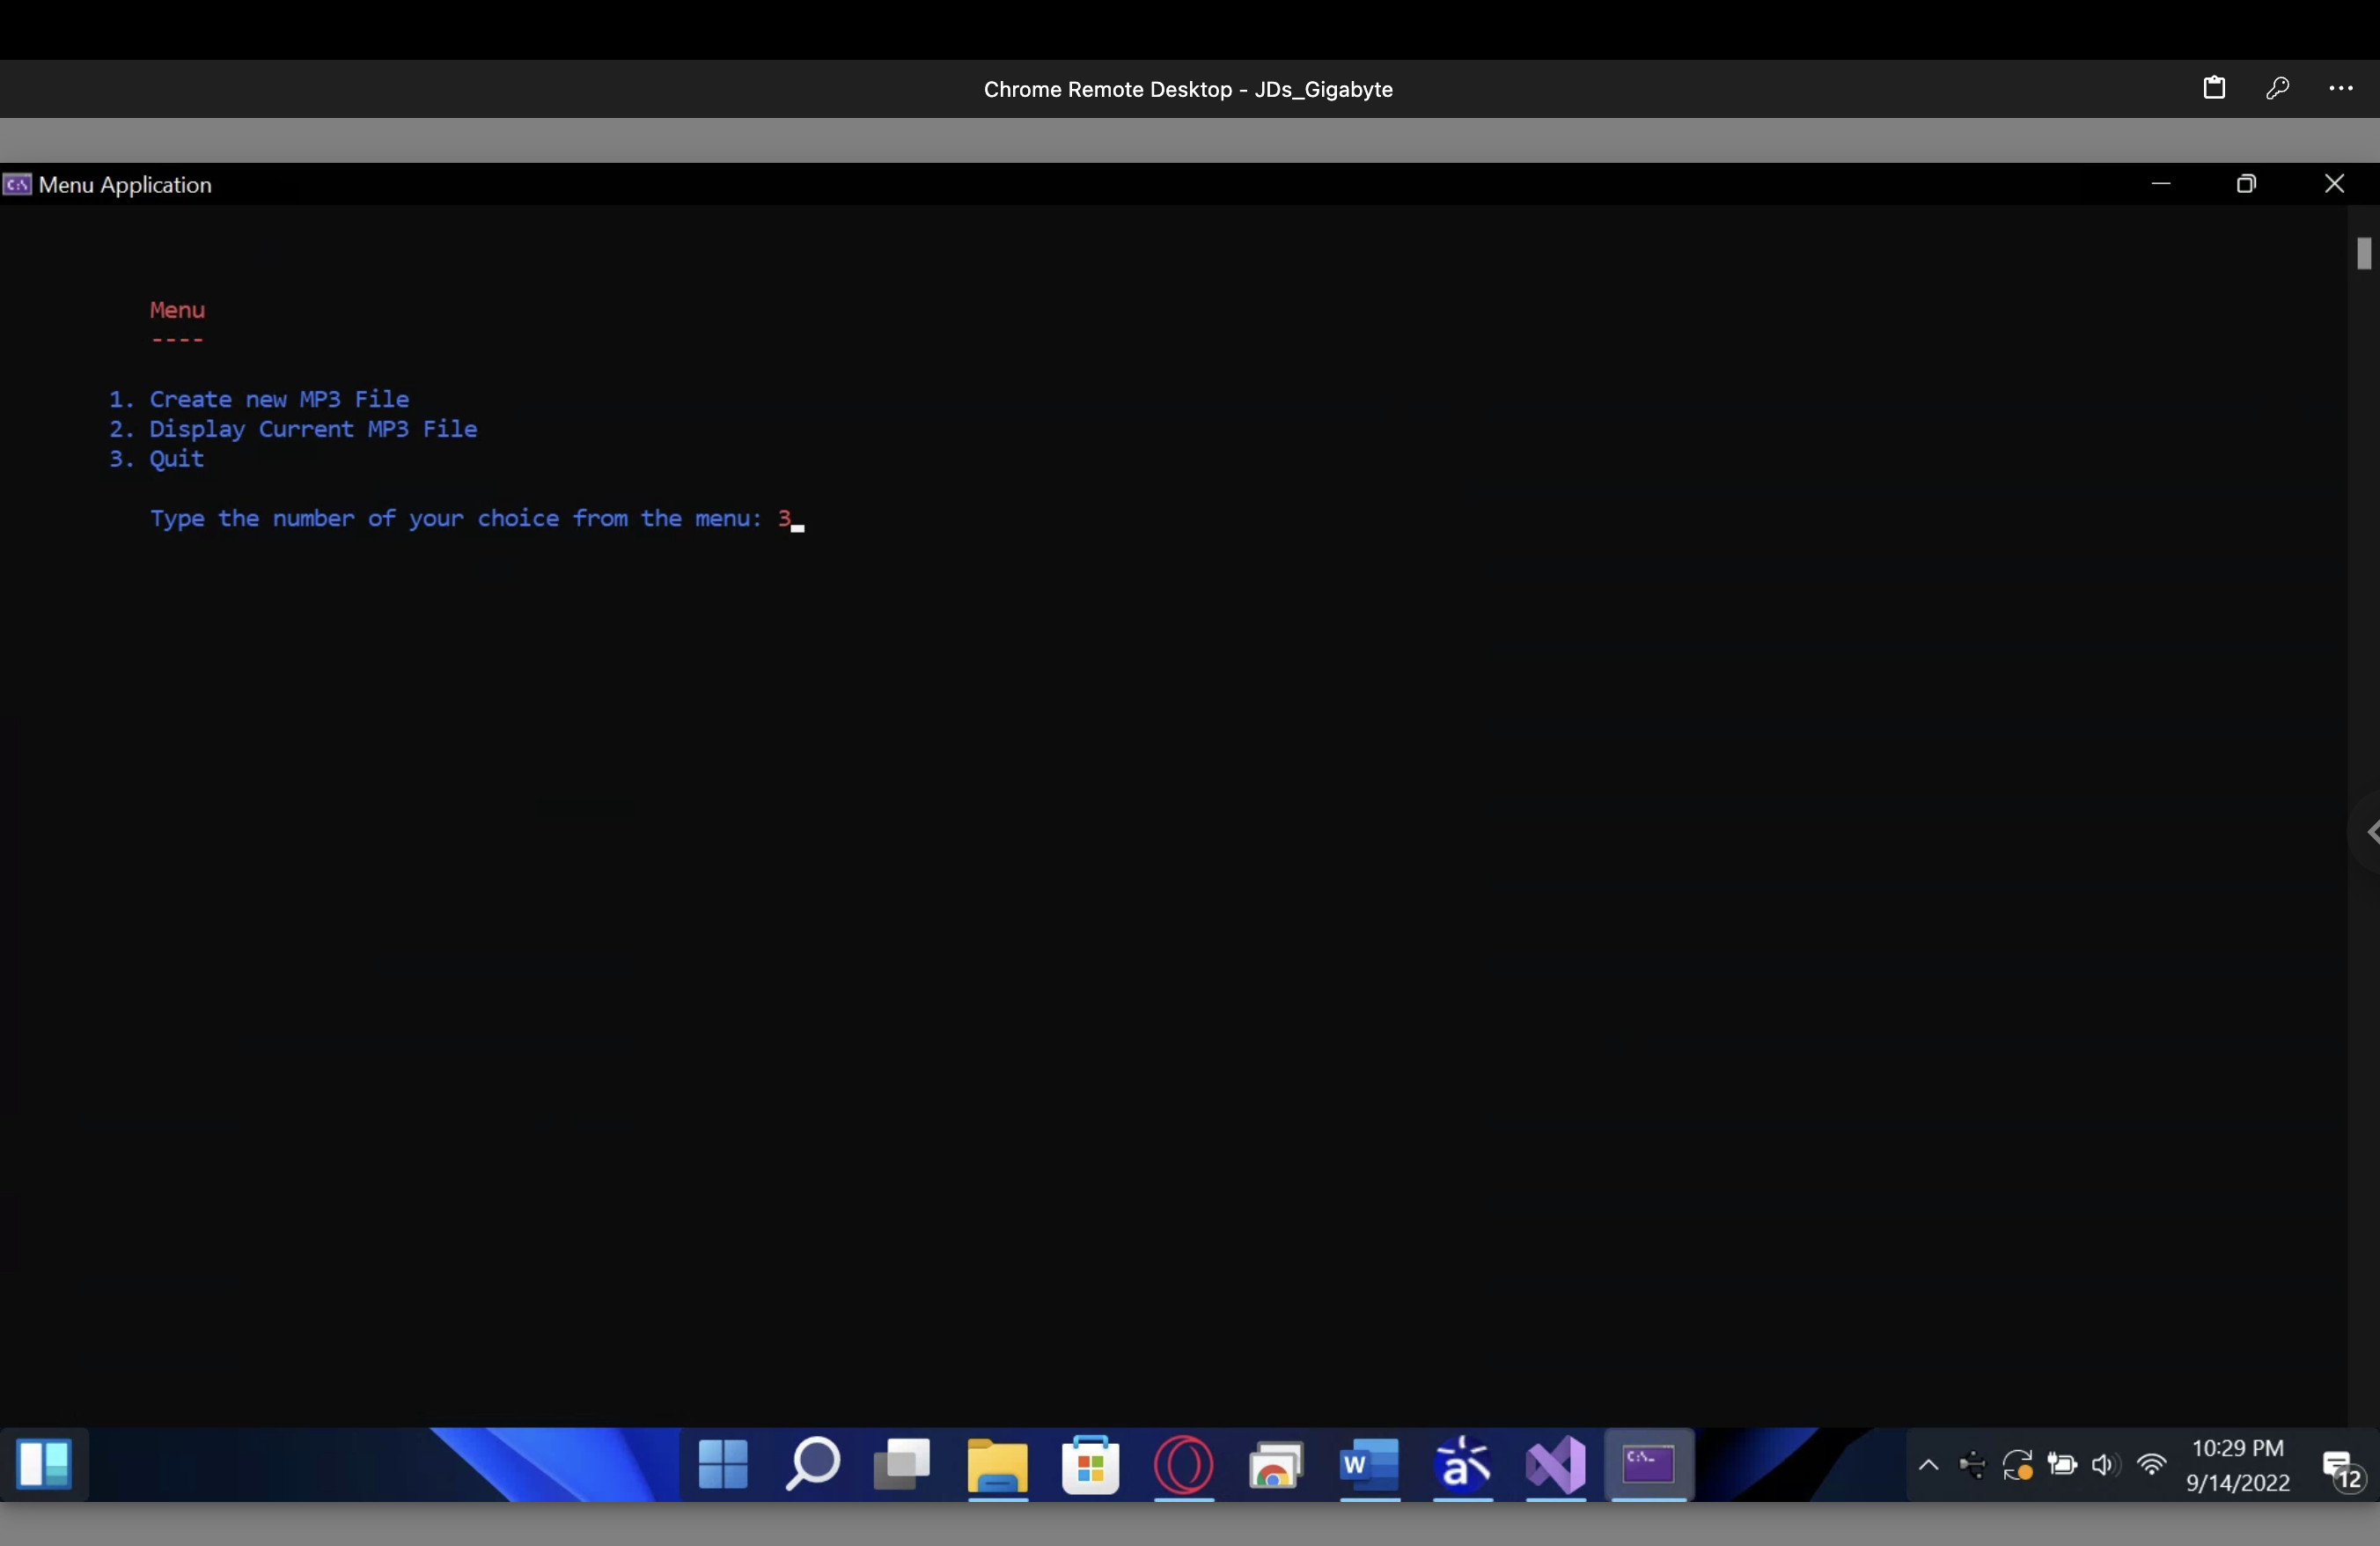 Chrome Remote Desktop - JDs_Gigabyte
C:\ Menu Application
Menu
----
1. Create new MP3 File
2. Display Current MP3 File
3. Quit
Type the number of your choice from the menu: 3_
W
a
C:\_
10:29 PM
9/14/2022
12